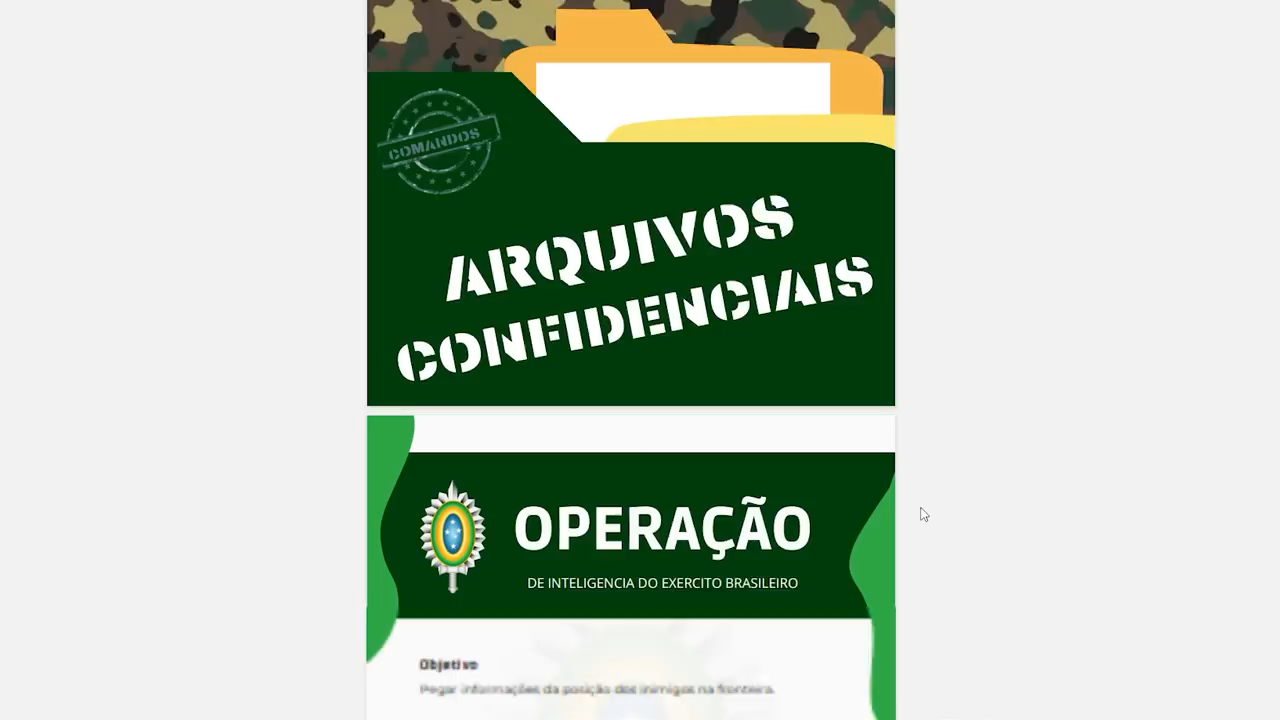 COMANDOS
ARQUIVOS
CONFIDENCIAIS
OPERAÇÃO
DE INTELIGENCIA DO EXERCITO BRASILEIRO
Objetivo
Pegar informações da posição dos inimigos na fronteira.